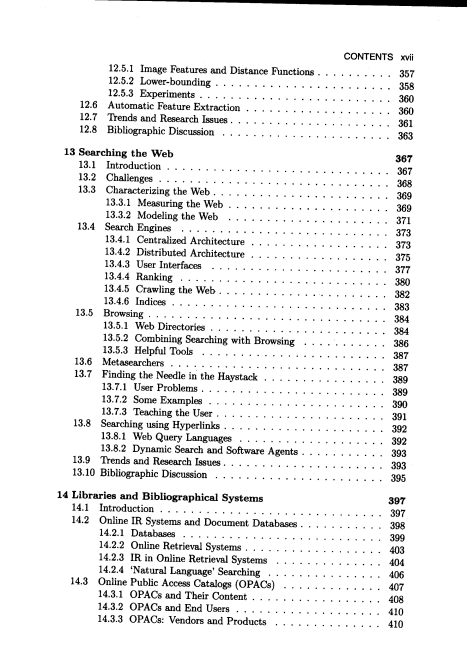 CONTENTS xvii
12.5.1 Image Features and Distance Functions . . . . . . . . . . 357
12.5.2 Lower-bounding . . . . . . . . . . . . . . . . . . . . . . . 358
12.5.3 Experiments . . . . . . . . . . . . . . . . . . . . . . . . . 360
12.6 Automatic Feature Extraction . . . . . . . . . . . . . . . . . . . 360
12.7 Trends and Research Issues . . . . . . . . . . . . . . . . . . . . . 361
12.8 Bibliographic Discussion . . . . . . . . . . . . . . . . . . . . . . 363
13 Searching the Web 367
13.1 Introduction . . . . . . . . . . . . . . . . . . . . . . . . . . . . . 367
13.2 Challenges . . . . . . . . . . . . . . . . . . . . . . . . . . . . . . 368
13.3 Characterizing the Web . . . . . . . . . . . . . . . . . . . . . . . 369
13.3.1 Measuring the Web . . . . . . . . . . . . . . . . . . . . . 369
13.3.2 Modeling the Web . . . . . . . . . . . . . . . . . . . . . 371
13.4 Search Engines . . . . . . . . . . . . . . . . . . . . . . . . . . . 373
13.4.1 Centralized Architecture . . . . . . . . . . . . . . . . . . 373
13.4.2 Distributed Architecture . . . . . . . . . . . . . . . . . . 375
13.4.3 User Interfaces . . . . . . . . . . . . . . . . . . . . . . . 377
13.4.4 Ranking . . . . . . . . . . . . . . . . . . . . . . . . . . . 380
13.4.5 Crawling the Web . . . . . . . . . . . . . . . . . . . . . . 382
13.4.6 Indices . . . . . . . . . . . . . . . . . . . . . . . . . . . . 383
13.5 Browsing . . . . . . . . . . . . . . . . . . . . . . . . . . . . . . . 384
13.5.1 Web Directories . . . . . . . . . . . . . . . . . . . . . . . 384
13.5.2 Combining Searching with Browsing . . . . . . . . . . . 386
13.5.3 Helpful Tools . . . . . . . . . . . . . . . . . . . . . . . . 387
13.6 Metasearchers . . . . . . . . . . . . . . . . . . . . . . . . . . . . 387
13.7 Finding the Needle in the Haystack . . . . . . . . . . . . . . . . 389
13.7.1 User Problems . . . . . . . . . . . . . . . . . . . . . . . . 389
13.7.2 Some Examples . . . . . . . . . . . . . . . . . . . . . . . 390
13.7.3 Teaching the User . . . . . . . . . . . . . . . . . . . . . . 391
13.8 Searching using Hyperlinks . . . . . . . . . . . . . . . . . . . . . 392
13.8.1 Web Query Languages . . . . . . . . . . . . . . . . . . . 392
13.8.2 Dynamic Search and Software Agents . . . . . . . . . . . 393
13.9 Trends and Research Issues . . . . . . . . . . . . . . . . . . . . . 393
13.10 Bibliographic Discussion . . . . . . . . . . . . . . . . . . . . . . 395
14 Libraries and Bibliographical Systems 397
14.1 Introduction . . . . . . . . . . . . . . . . . . . . . . . . . . . . . 397
14.2 Online IR Systems and Document Databases . . . . . . . . . . . 398
14.2.1 Databases . . . . . . . . . . . . . . . . . . . . . . . . . . 399
14.2.2 Online Retrieval Systems . . . . . . . . . . . . . . . . . . 403
14.2.3 IR in Online Retrieval Systems . . . . . . . . . . . . . . 404
14.2.4 ‘Natural Language’ Searching . . . . . . . . . . . . . . . 406
14.3 Online Public Access Catalogs (OPACs) . . . . . . . . . . . . . 407
14.3.1 OPACs and Their Content . . . . . . . . . . . . . . . . . 408
14.3.2 OPACs and End Users . . . . . . . . . . . . . . . . . . . 410
14.3.3 OPACs: Vendors and Products . . . . . . . . . . . . . . 410